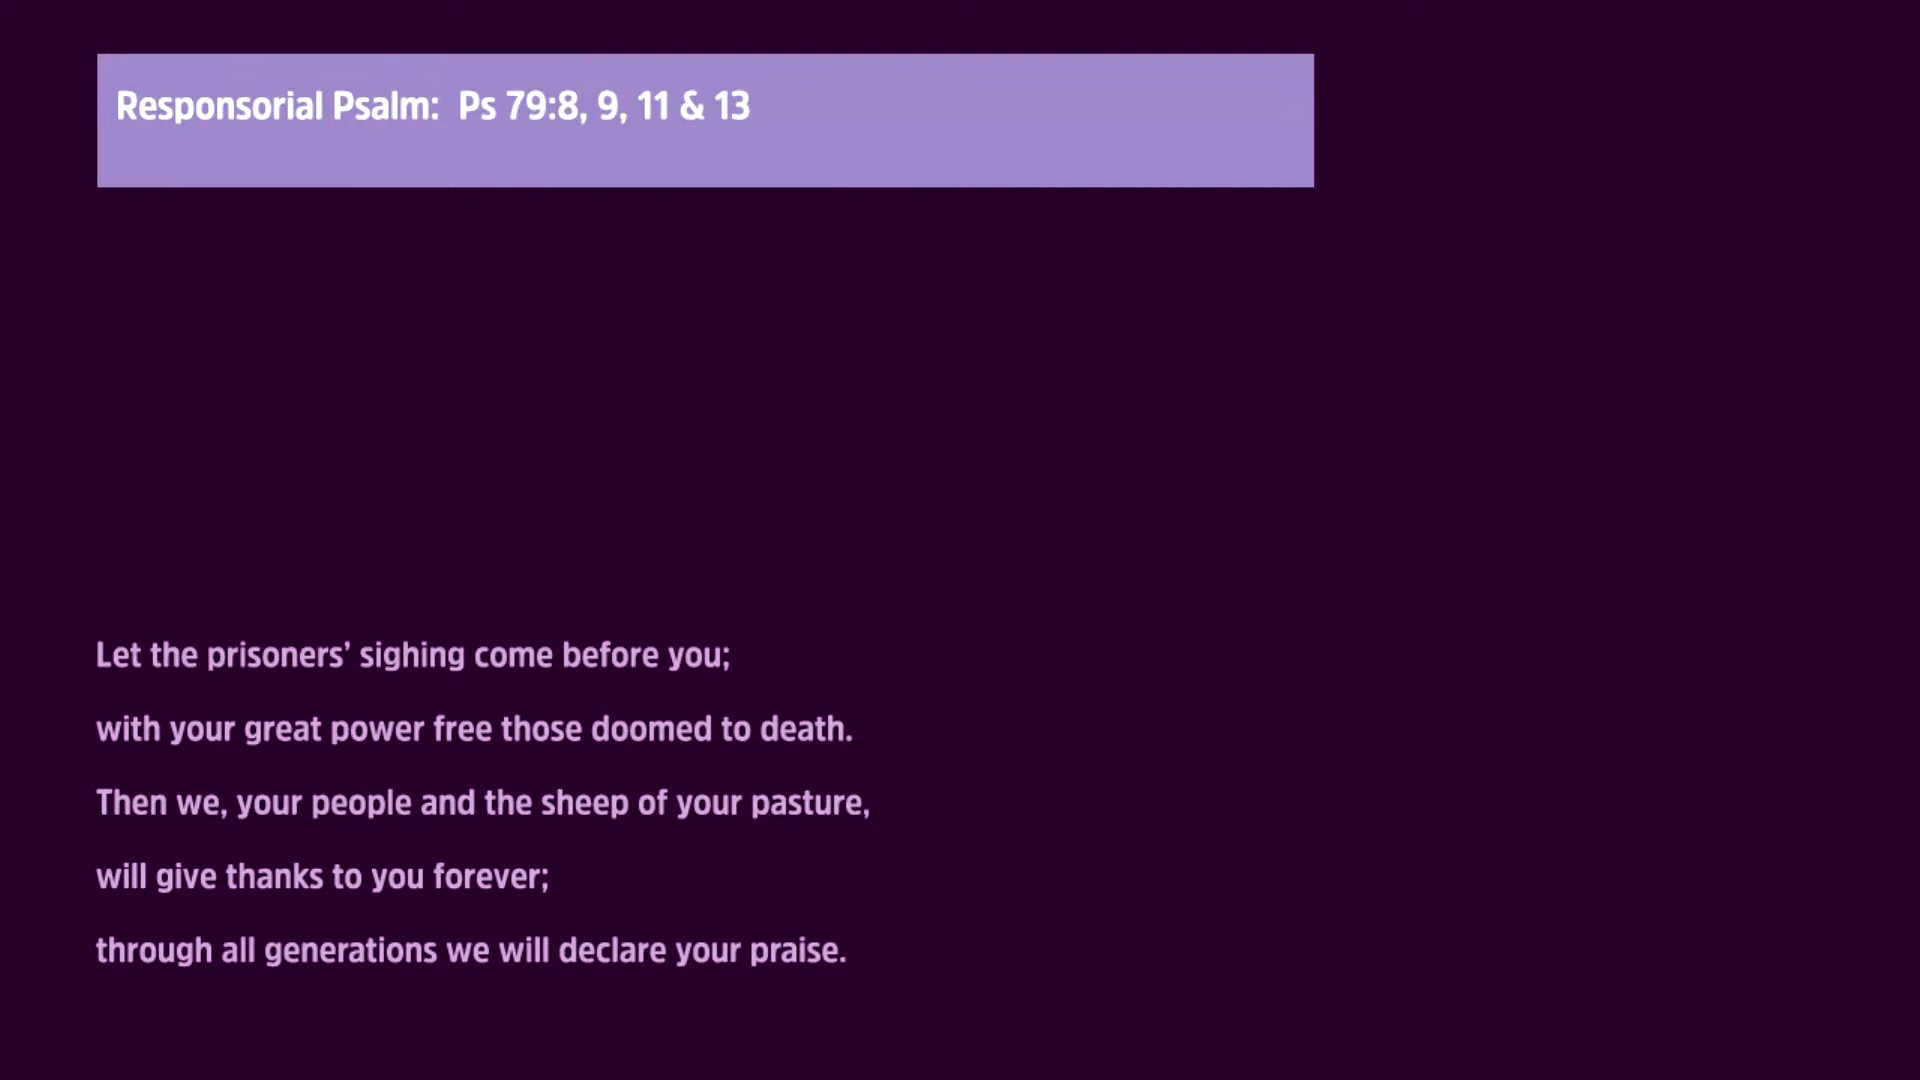 Responsorial Psalm:  Ps 79:8, 9, 11 & 13
Let the prisoners’ sighing come before you;
with your great power free those doomed to death.
Then we, your people and the sheep of your pasture,
will give thanks to you forever;
through all generations we will declare your praise.